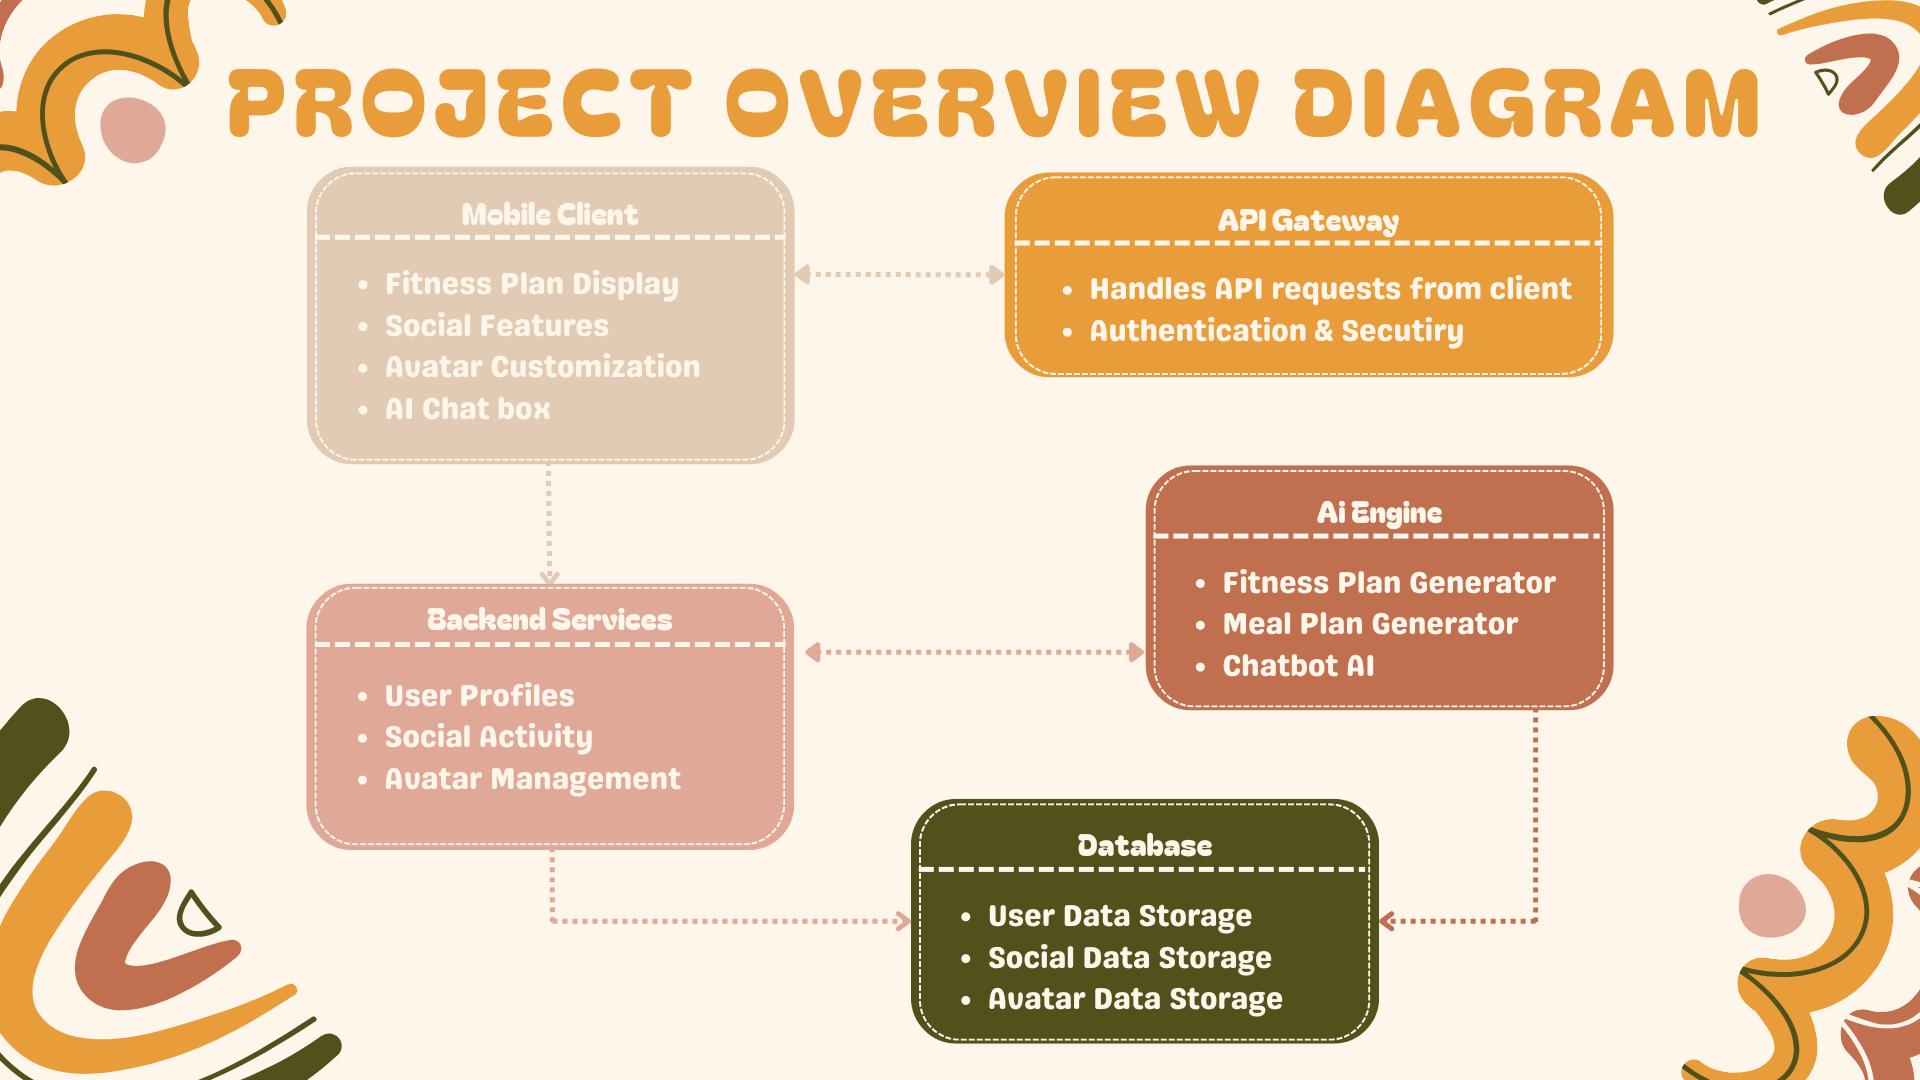 PROJECT OVERVIEW DIAGRAM
Mobile Client
• Fitness Plan Display
• Social Features
• Avatar Customization
• AI Chat box
API Gateway
• Handles API requests from client
• Authentication & Secutiry
Ai Engine
• Fitness Plan Generator
• Meal Plan Generator
• Chatbot AI
Backend Services
• User Profiles
• Social Activity
• Avatar Management
Database
• User Data Storage
• Social Data Storage
• Avatar Data Storage